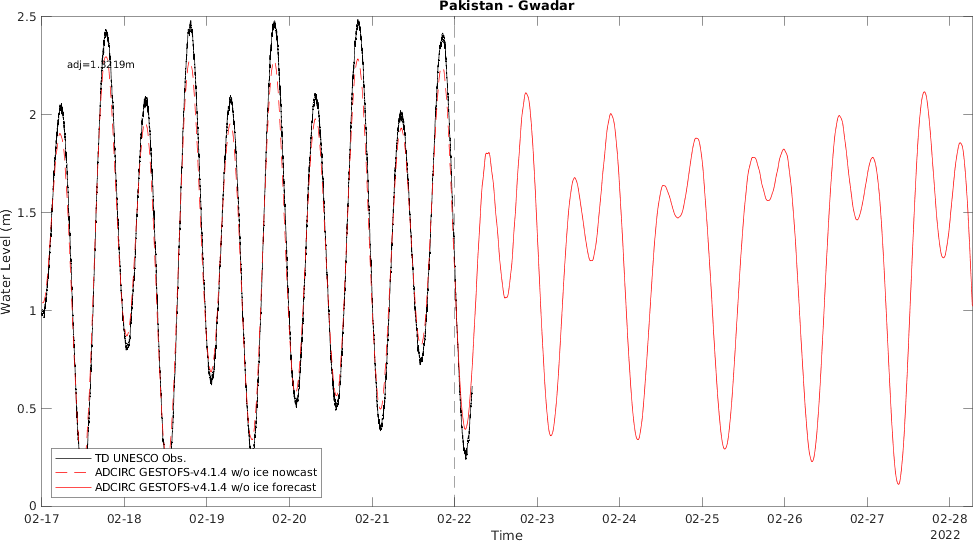 Pakistan - Gwadar
2.5
adj=1.3219m
2
1.5
Water Level (m)
1
0.5
TD UNESCO Obs.
ADCIRC GESTOFS-v4.1.4 w/o ice nowcast
ADCIRC GESTOFS-v4.1.4 w/o ice forecast
0
02-17 02-18 02-19 02-20 02-21 02-22 02-23 02-24 02-25 02-26 02-27 02-28
Time 2022